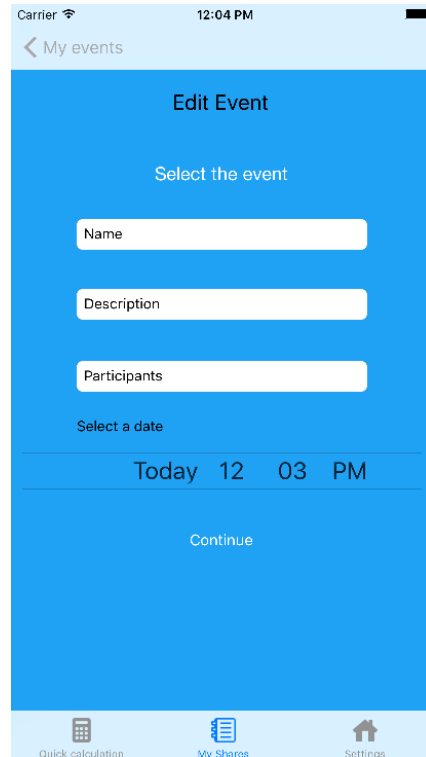 Carrier 12:04 PM
My events
Edit Event
Select the event
Name
Description
Participants
Select a date
Today 12 03 PM
Continue
Quick calculation My Shares Settings